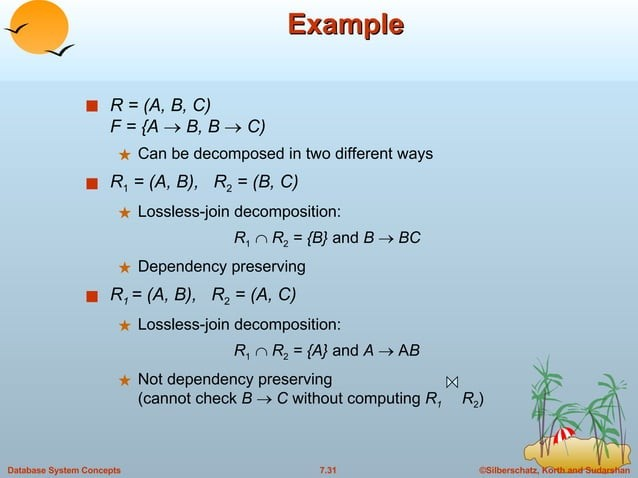 Example
R = (A, B, C)
F = {A → B, B → C)
Can be decomposed in two different ways
R1 = (A, B), R2 = (B, C)
Lossless-join decomposition:
R1 ∩ R2 = {B} and B → BC
Dependency preserving
R1 = (A, B), R2 = (A, C)
Lossless-join decomposition:
R1 ∩ R2 = {A} and A → AB
Not dependency preserving
(cannot check B → C without computing R1 ⋈ R2)
Database System Concepts 7.31 ©Silberschatz, Korth and Sudarshan